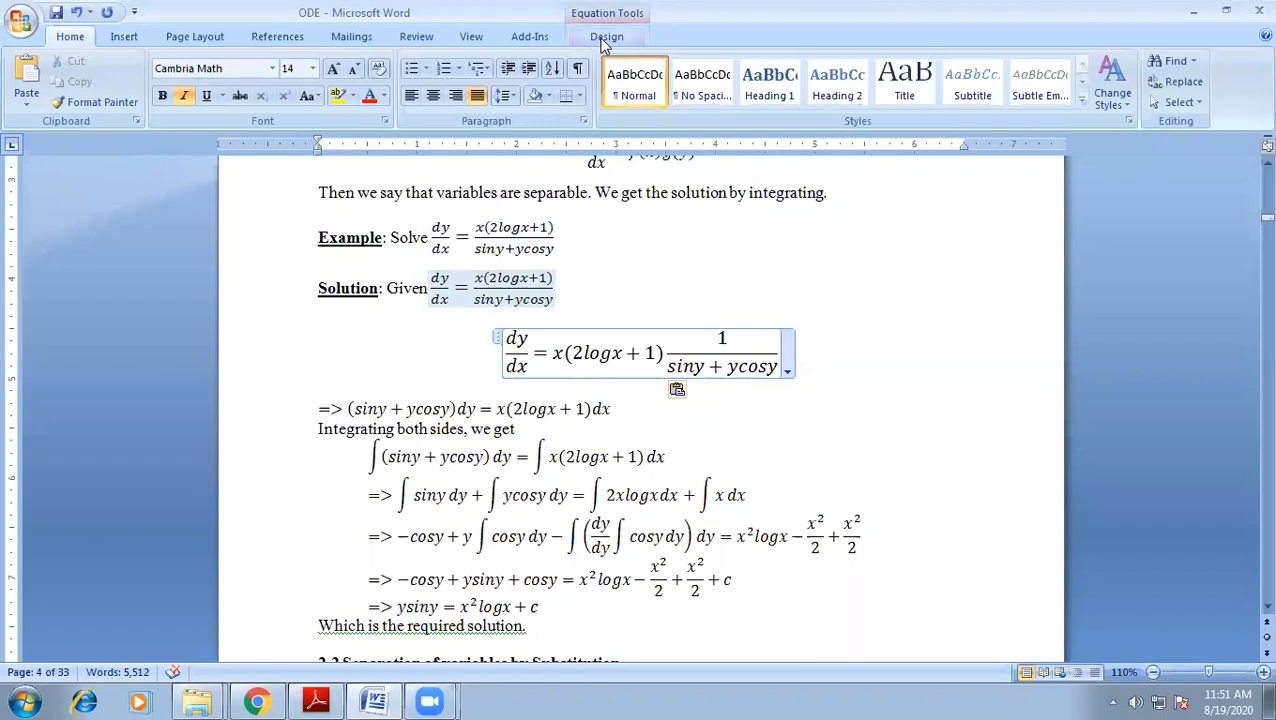 ODE - Microsoft Word
Equation Tools
Home Insert Page Layout References Mailings Review View Add-Ins Design
Paste
Cut
Copy
Format Painter
Clipboard
Cambria Math 14
Font
Paragraph
AaBbCcDc AaBbCcDc AaBbCc AaBbCc AaB AaBbCc. AaBbCcDc
¶ Normal ¶ No Spaci... Heading 1 Heading 2 Title Subtitle Subtle Em...
Change Styles
Styles
Find
Replace
Select
Editing
dx
Then we say that variables are separable. We get the solution by integrating.
Example: Solve dy/dx = x(2logx+1)/siny+ycosy
Solution: Given dy/dx = x(2logx+1)/siny+ycosy
dy/dx = x(2logx + 1) 1/siny + ycosy
=> (siny + ycosy)dy = x(2logx + 1)dx
Integrating both sides, we get
∫(siny + ycosy) dy = ∫ x(2logx + 1) dx
=> ∫ siny dy + ∫ ycosy dy = ∫ 2xlogx dx + ∫ x dx
=> −cosy + y ∫ cosy dy − ∫ (dy/dy ∫ cosy dy) dy = x²logx − x²/2 + x²/2
=> −cosy + ysiny + cosy = x²logx − x²/2 + x²/2 + c
=> ysiny = x²logx + c
Which is the required solution.
2.2 Separation of variables by Substitution
Page: 4 of 33 Words: 5,512 110%
11:51 AM
8/19/2020